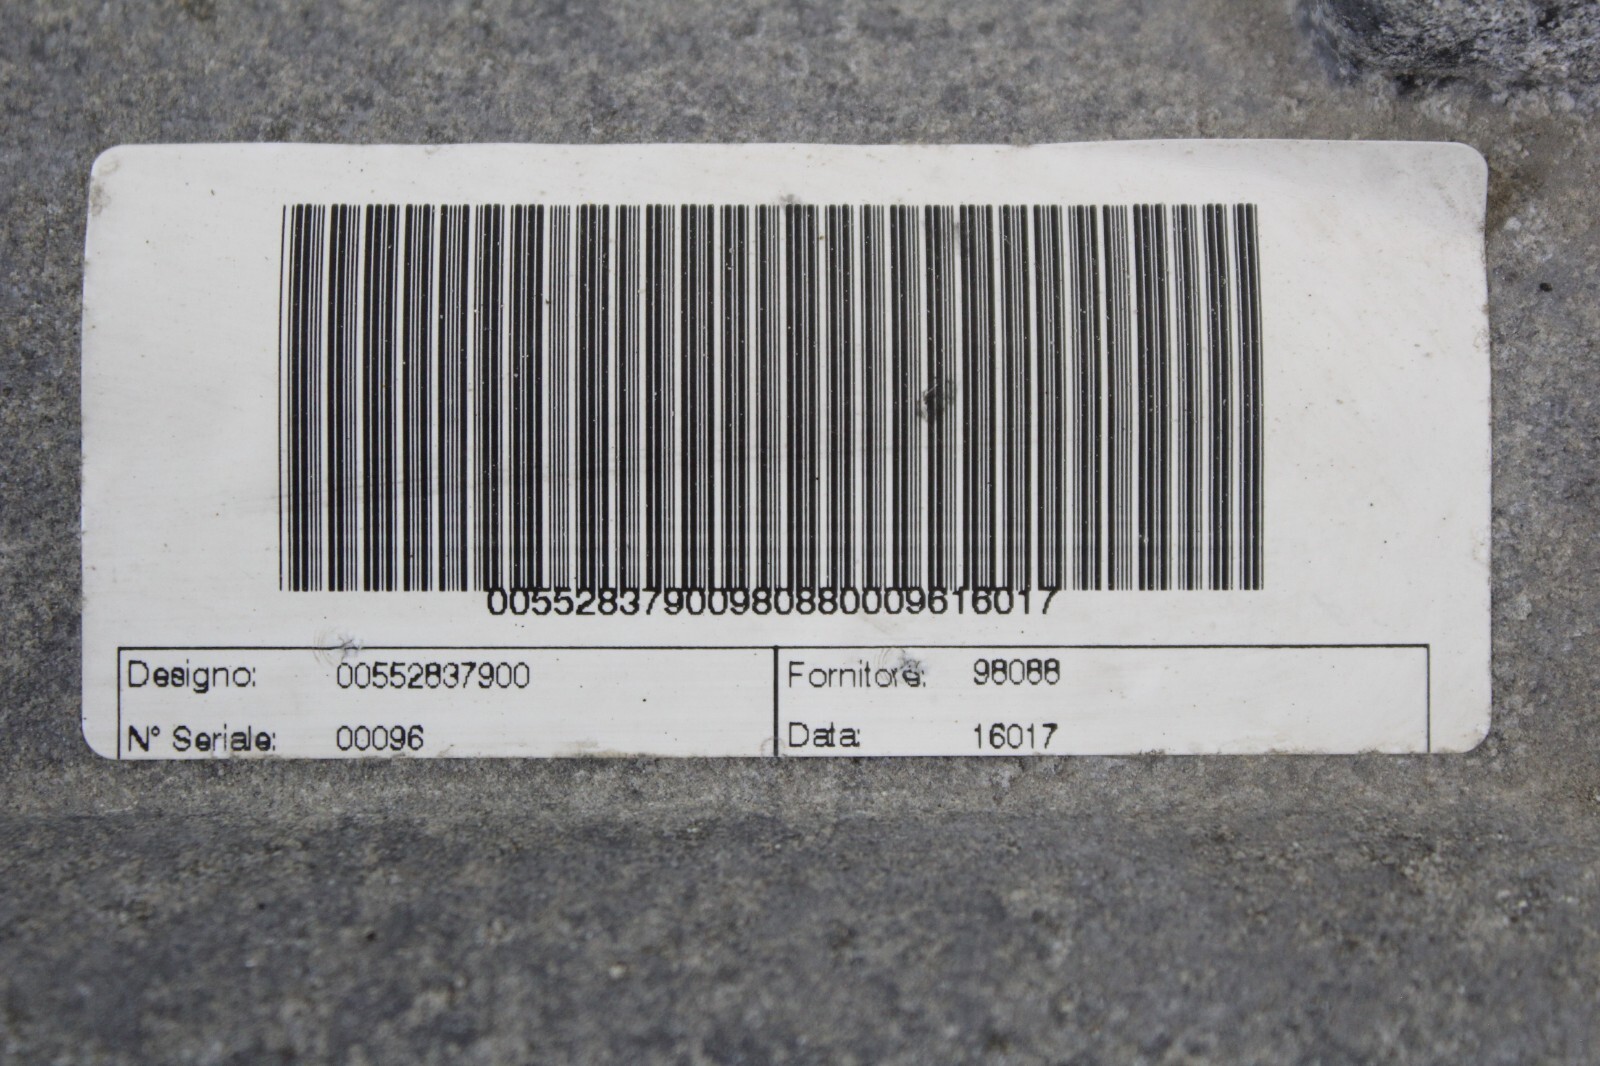 00552837900980880009616017
Designo: 00552837900 Fornitore: 98088
N° Seriale: 00096 Data: 16017